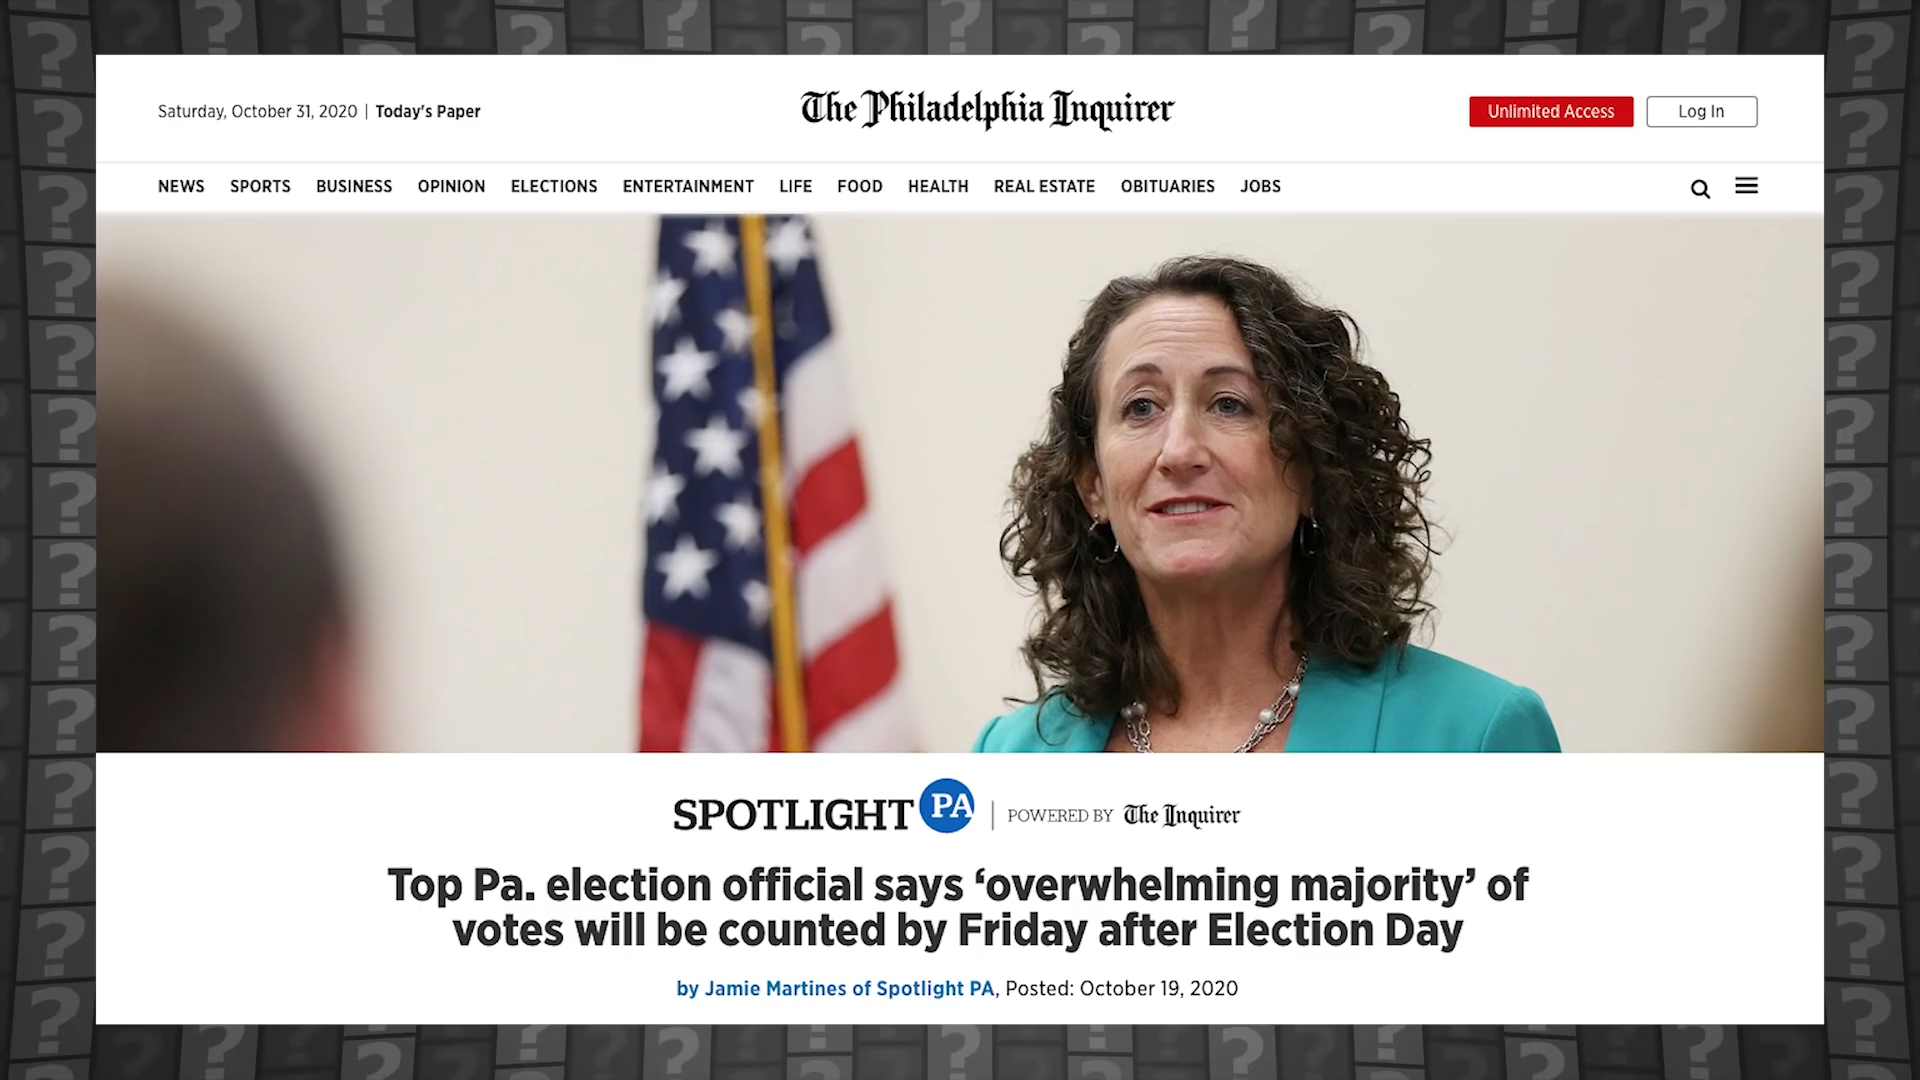 Saturday, October 31, 2020 | Today's Paper
The Philadelphia Inquirer
Unlimited Access
Log In
NEWS SPORTS BUSINESS OPINION ELECTIONS ENTERTAINMENT LIFE FOOD HEALTH REAL ESTATE OBITUARIES JOBS
SPOTLIGHT PA | POWERED BY The Inquirer
Top Pa. election official says ‘overwhelming majority’ of
votes will be counted by Friday after Election Day
by Jamie Martines of Spotlight PA, Posted: October 19, 2020